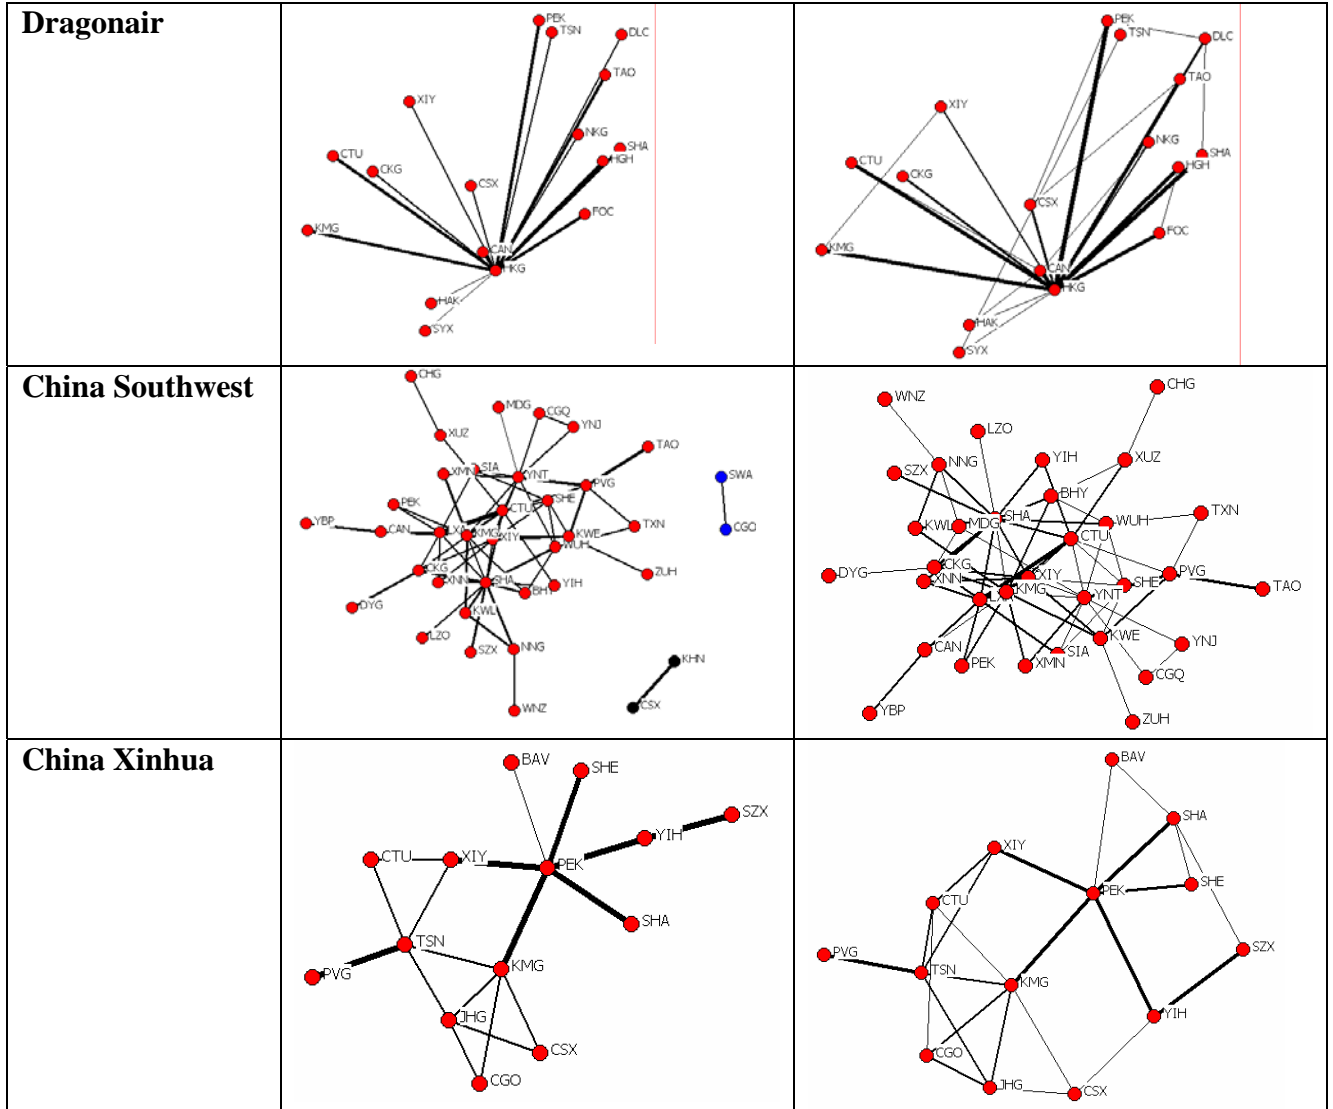 Dragonair
PEK
TSN
DLC
TAO
XIY
NKG
SHA
HGH
CTU
CKG
CSX
FOC
KMG
CAN
HKG
HAK
SYX
PEK
TSN
DLC
TAO
XIY
NKG
SHA
HGH
CTU
CKG
CSX
FOC
KMG
CAN
HKG
HAK
SYX
China Southwest
CHG
MDG
CGQ
YNJ
XUZ
TAO
XMN
SIA
YNT
PVG
SWA
SHE
PEK
CTU
TXN
YBP
CAN
LXA
KMG
XIY
KWE
CGO
WUH
CKG
XNN
SHA
YIH
ZUH
BHY
DYG
KWL
LZO
SZX
NNG
KHN
WNZ
CSX
CHG
WNZ
LZO
SZX
NNG
YIH
XUZ
BHY
TXN
KWL
MDG
SHA
WUH
CTU
DYG
CKG
XNN
XIY
PVG
LXA
KMG
YNT
SHE
TAO
CAN
KWE
YNJ
PEK
XMN
SIA
CGQ
YBP
ZUH
China Xinhua
BAV
SHE
SZX
YIH
CTU
XIY
PEK
SHA
TSN
PVG
KMG
JHG
CSX
CGO
BAV
SHA
XIY
PEK
SHE
CTU
SZX
PVG
TSN
KMG
YIH
CGO
JHG
CSX